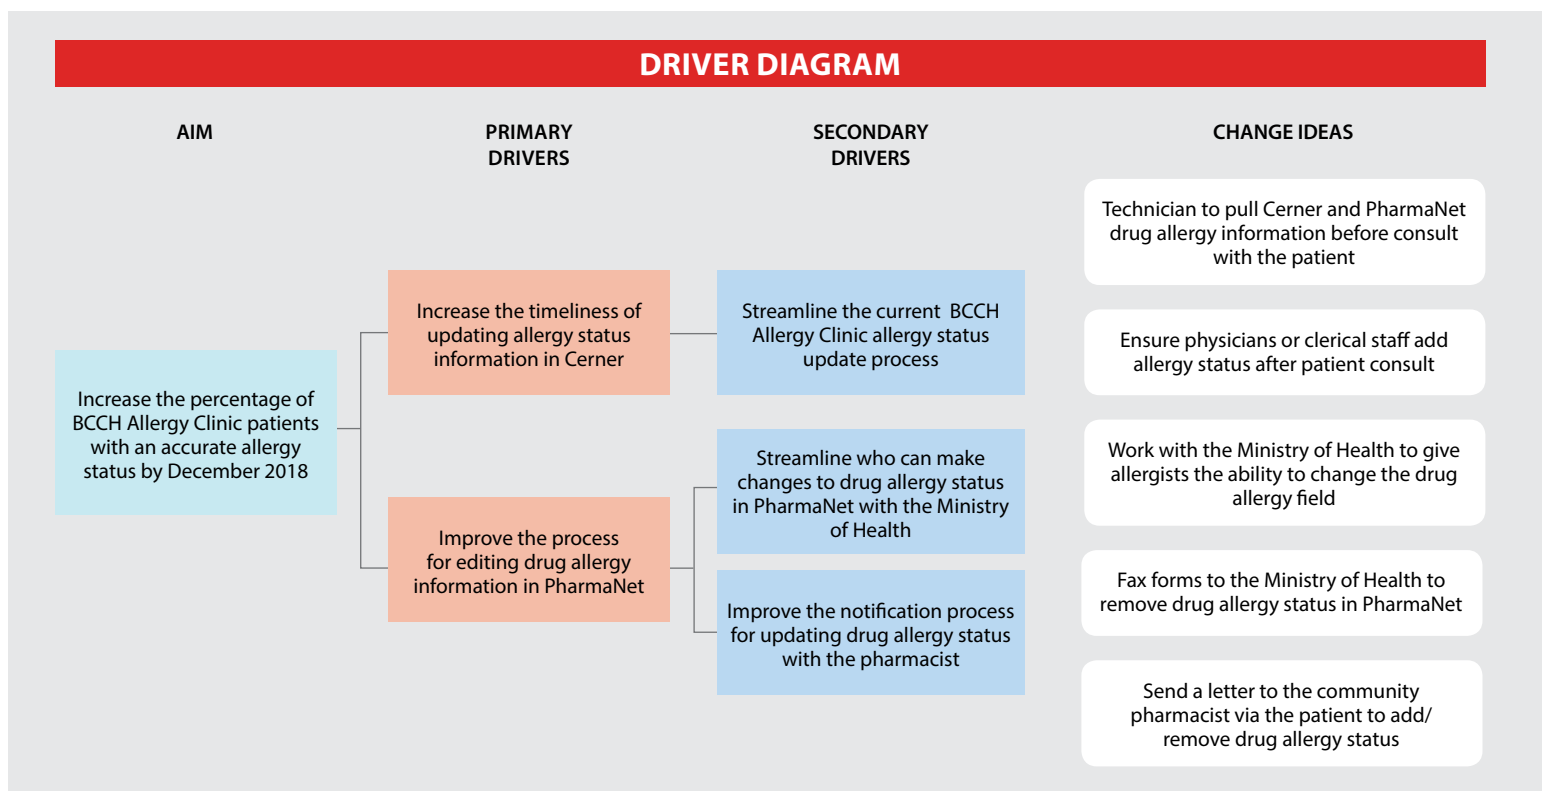 DRIVER DIAGRAM
AIM
PRIMARY
DRIVERS
SECONDARY
DRIVERS
CHANGE IDEAS
Increase the percentage of
BCCH Allergy Clinic patients
with an accurate allergy
status by December 2018
Increase the timeliness of
updating allergy status
information in Cerner
Improve the process
for editing drug allergy
information in PharmaNet
Streamline the current BCCH
Allergy Clinic allergy status
update process
Streamline who can make
changes to drug allergy status
in PharmaNet with the Ministry
of Health
Improve the notification process
for updating drug allergy status
with the pharmacist
Technician to pull Cerner and PharmaNet
drug allergy information before consult
with the patient
Ensure physicians or clerical staff add
allergy status after patient consult
Work with the Ministry of Health to give
allergists the ability to change the drug
allergy field
Fax forms to the Ministry of Health to
remove drug allergy status in PharmaNet
Send a letter to the community
pharmacist via the patient to add/
remove drug allergy status